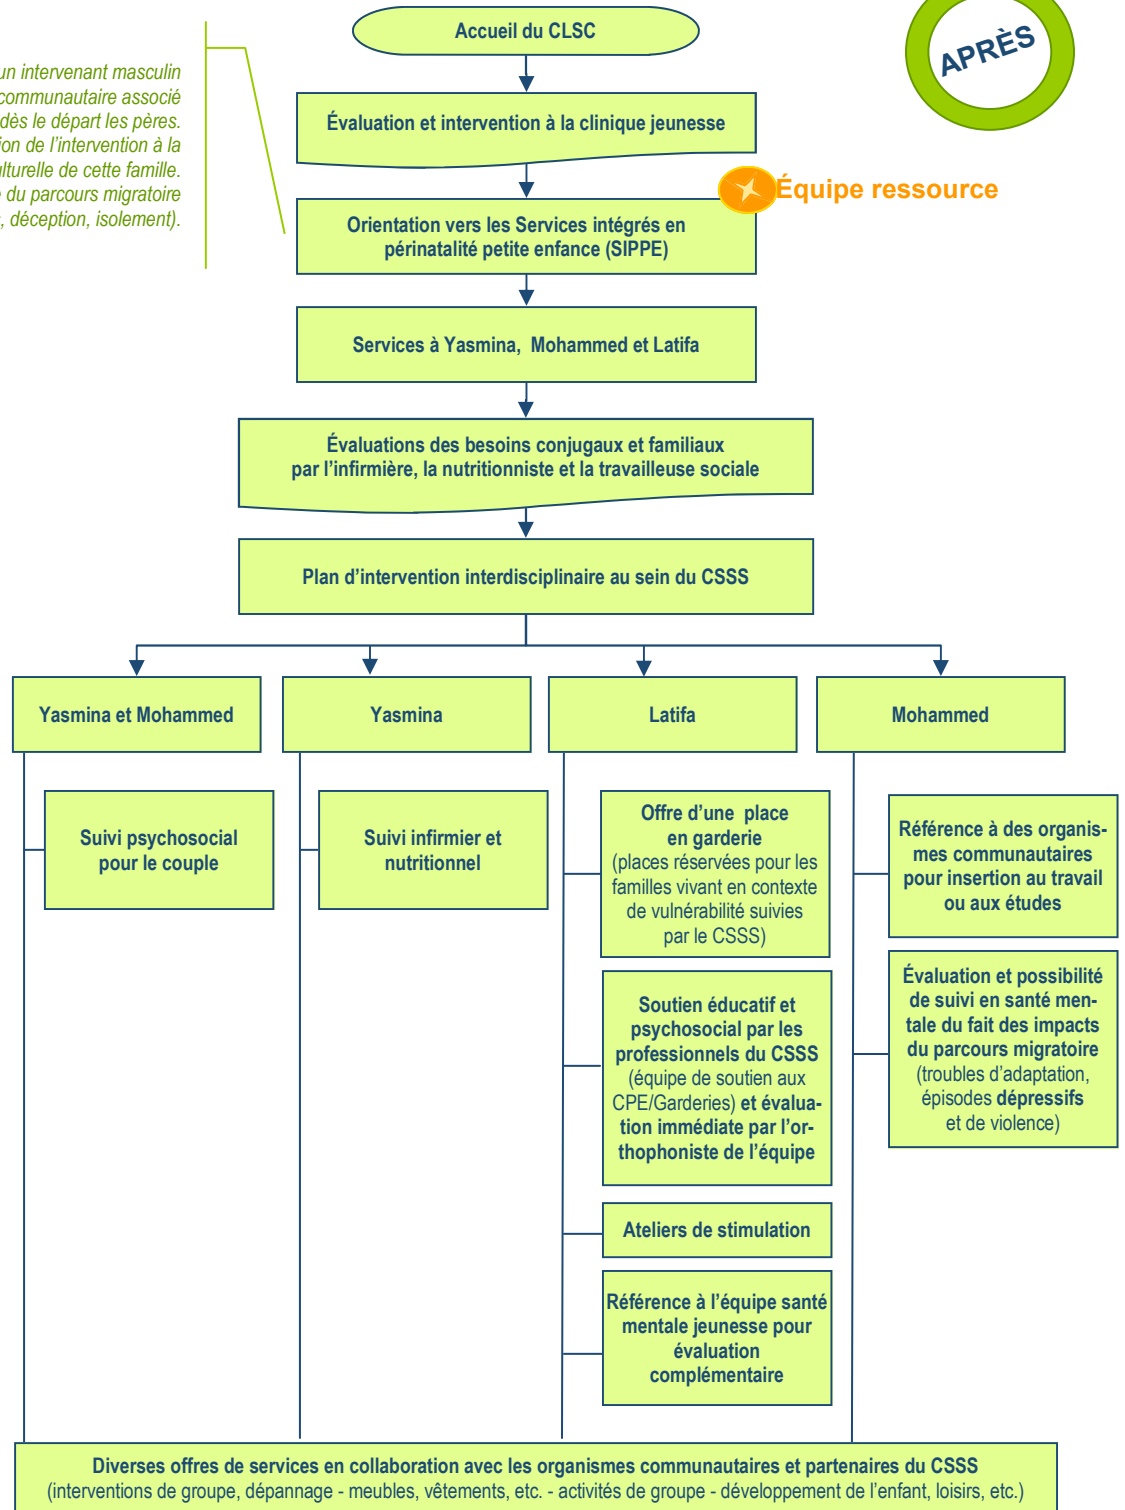 Accueil du CLSC
APRÈS
un intervenant masculin
communautaire associé
dès le départ les pères.
ion de l'intervention à la
ulturelle de cette famille.
e du parcours migratoire
, déception, isolement).
Évaluation et intervention à la clinique jeunesse
Équipe ressource
Orientation vers les Services intégrés en
périnatalité petite enfance (SIPPE)
Services à Yasmina, Mohammed et Latifa
Évaluations des besoins conjugaux et familiaux
par l'infirmière, la nutritionniste et la travailleuse sociale
Plan d'intervention interdisciplinaire au sein du CSSS
Yasmina et Mohammed
Yasmina
Latifa
Mohammed
Suivi psychosocial
pour le couple
Suivi infirmier et
nutritionnel
Offre d'une place
en garderie
(places réservées pour les
familles vivant en contexte
de vulnérabilité suivies
par le CSSS)
Soutien éducatif et
psychosocial par les
professionnels du CSSS
(équipe de soutien aux
CPE/Garderies) et évalua-
tion immédiate par l'or-
thophoniste de l'équipe
Ateliers de stimulation
Référence à l'équipe santé
mentale jeunesse pour
évaluation
complémentaire
Référence à des organis-
mes communautaires
pour insertion au travail
ou aux études
Évaluation et possibilité
de suivi en santé men-
tale du fait des impacts
du parcours migratoire
(troubles d'adaptation,
épisodes dépressifs
et de violence)
Diverses offres de services en collaboration avec les organismes communautaires et partenaires du CSSS
(interventions de groupe, dépannage - meubles, vêtements, etc. - activités de groupe - développement de l'enfant, loisirs, etc.)